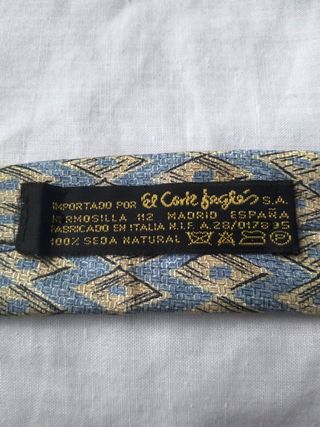 IMPORTADO POR El Corte Inglés S.A.
HERMOSILLA 112 MADRID ESPAÑA
FABRICADO EN ITALIA N.I.F. A.28/017895
100% SEDA NATURAL